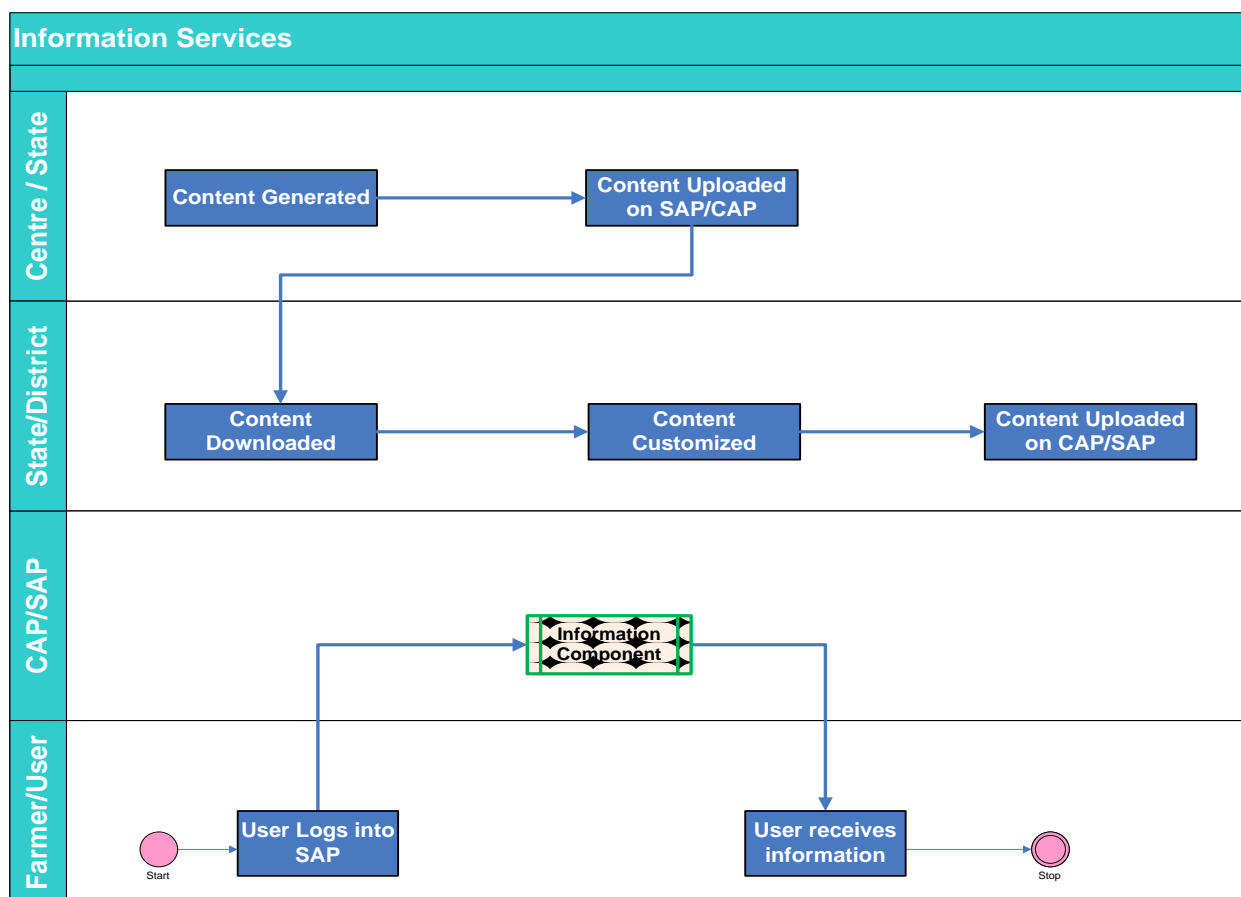 Information Services
Centre / State
Content Generated
Content Uploaded
on SAP/CAP
State/District
Content
Downloaded
Content
Customized
Content Uploaded
on CAP/SAP
CAP/SAP
Information
Component
Farmer/User
Start
User Logs into
SAP
User receives
information
Stop